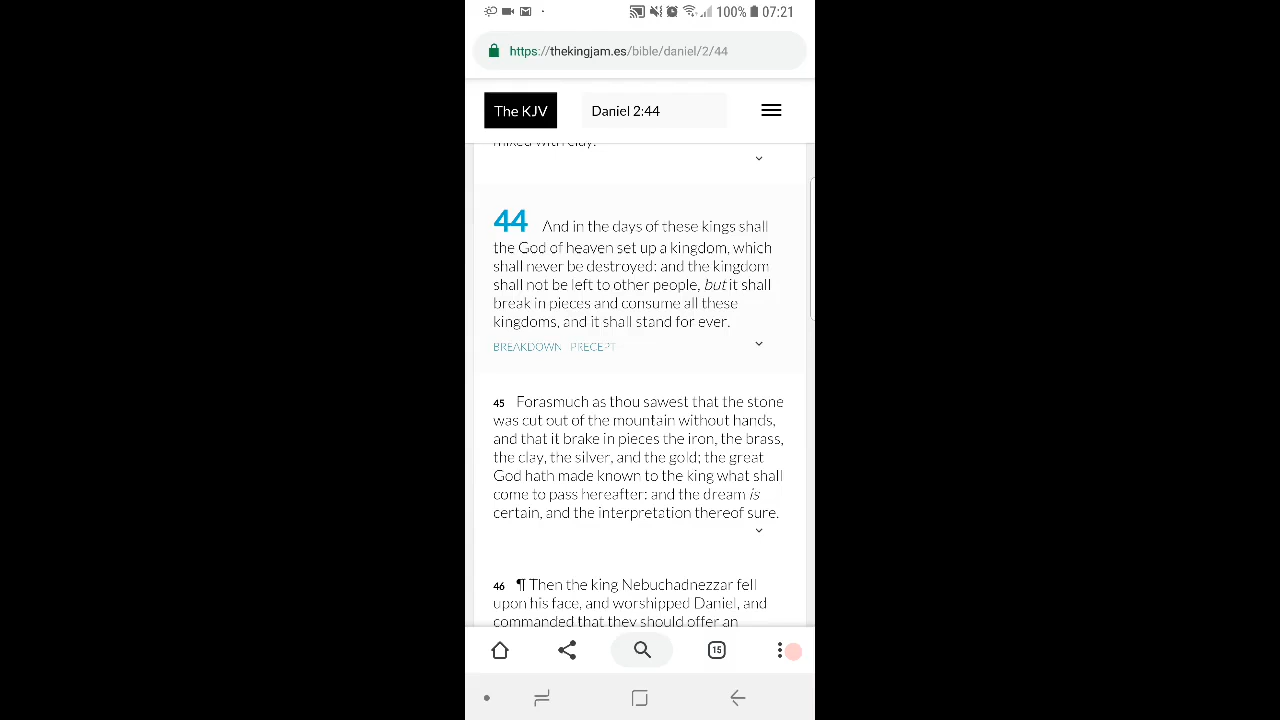 100% 07:21
https://thekingjam.es/bible/daniel/2/44
The KJV Daniel 2:44
mixed with clay.
44 And in the days of these kings shall
the God of heaven set up a kingdom, which
shall never be destroyed: and the kingdom
shall not be left to other people, but it shall
break in pieces and consume all these
kingdoms, and it shall stand for ever.
BREAKDOWN PRECEPT
45 Forasmuch as thou sawest that the stone
was cut out of the mountain without hands,
and that it brake in pieces the iron, the brass,
the clay, the silver, and the gold; the great
God hath made known to the king what shall
come to pass hereafter: and the dream is
certain, and the interpretation thereof sure.
46 ¶ Then the king Nebuchadnezzar fell
upon his face, and worshipped Daniel, and
commanded that they should offer an
15